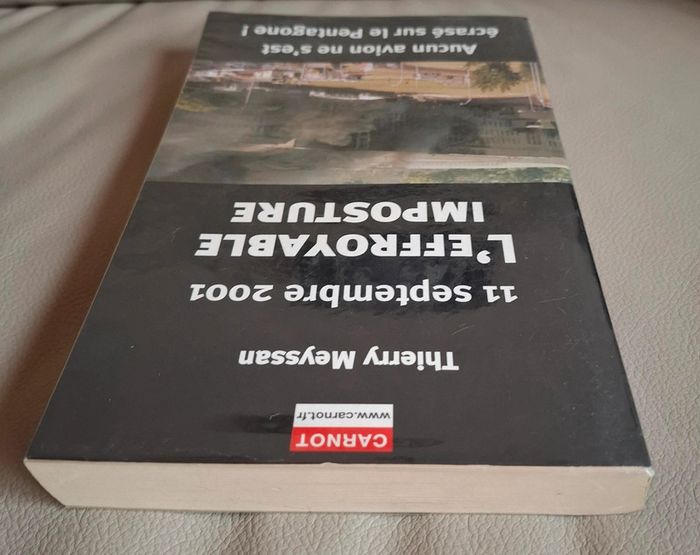 CARNOT
www.carnot.fr
Thierry Meyssan
11 septembre 2001
L'EFFROYABLE
IMPOSTURE
Aucun avion ne s'est
écrasé sur le Pentagone !